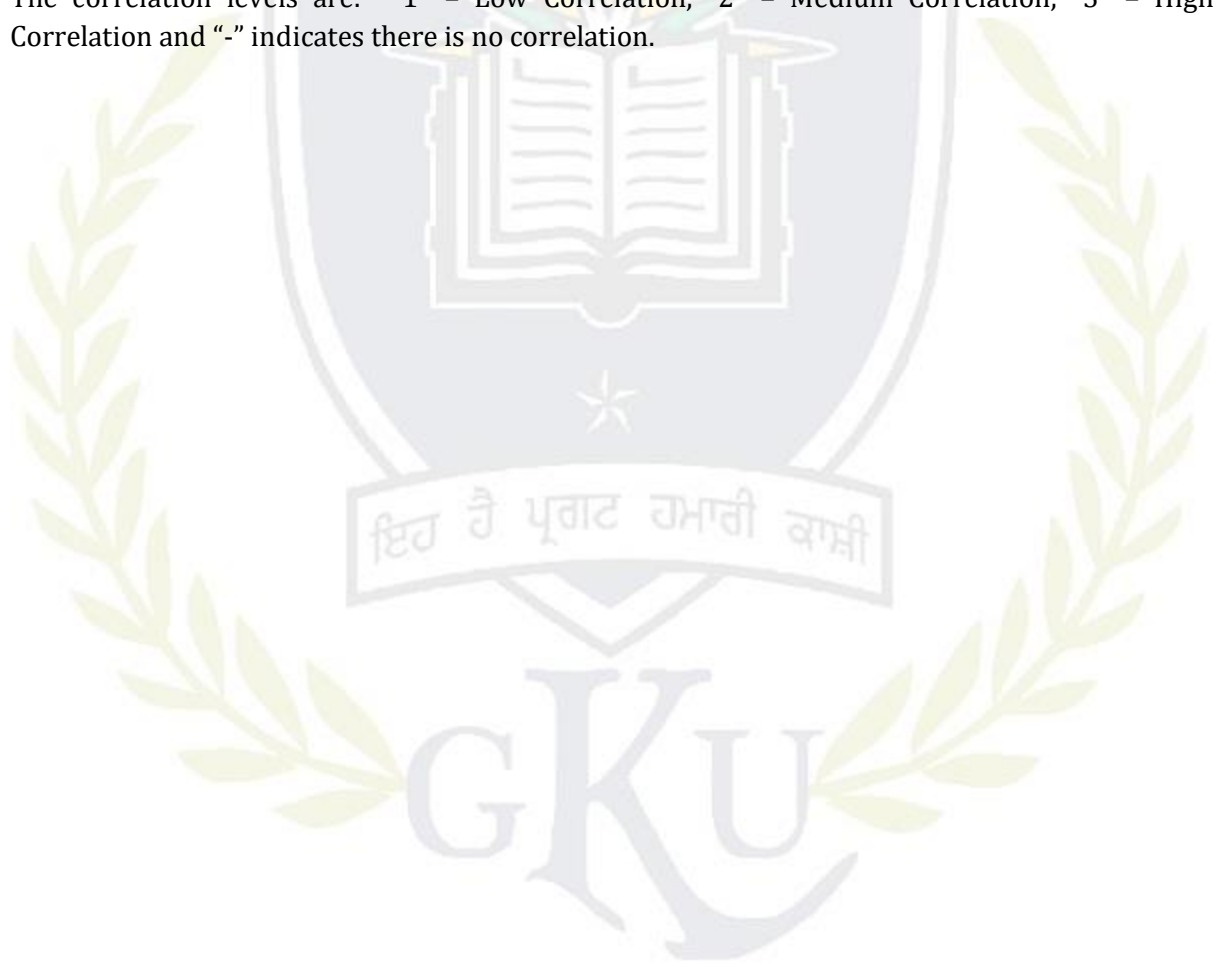 The correlation levels are: "1" – Low Correlation, "2" – Medium Correlation, "3" – High
Correlation and “-” indicates there is no correlation.
ਇਹ ਹੈ ਪ੍ਰਗਟ ਹਮਾਰੀ ਕਾਸ਼ੀ
GKU